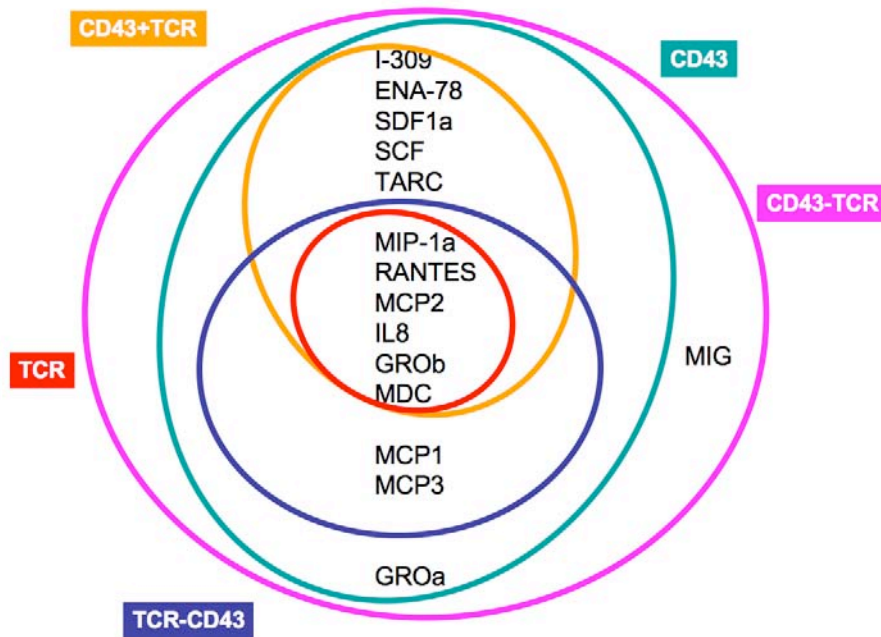 CD43+TCR
CD43
I-309
ENA-78
SDF1a
SCF
TARC
CD43-TCR
MIP-1a
RANTES
MCP2
IL8
GROb
MDC
TCR
MIG
MCP1
MCP3
GROa
TCR-CD43